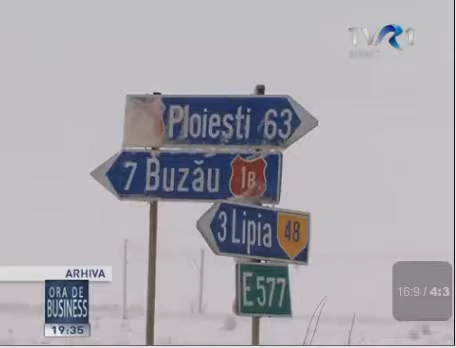 TVR1
Ploiești 63
7 Buzău 1B
3 Lipia 48
E577
ARHIVA
16:9 / 4:3
ORA DE
BUSINESS
19:35